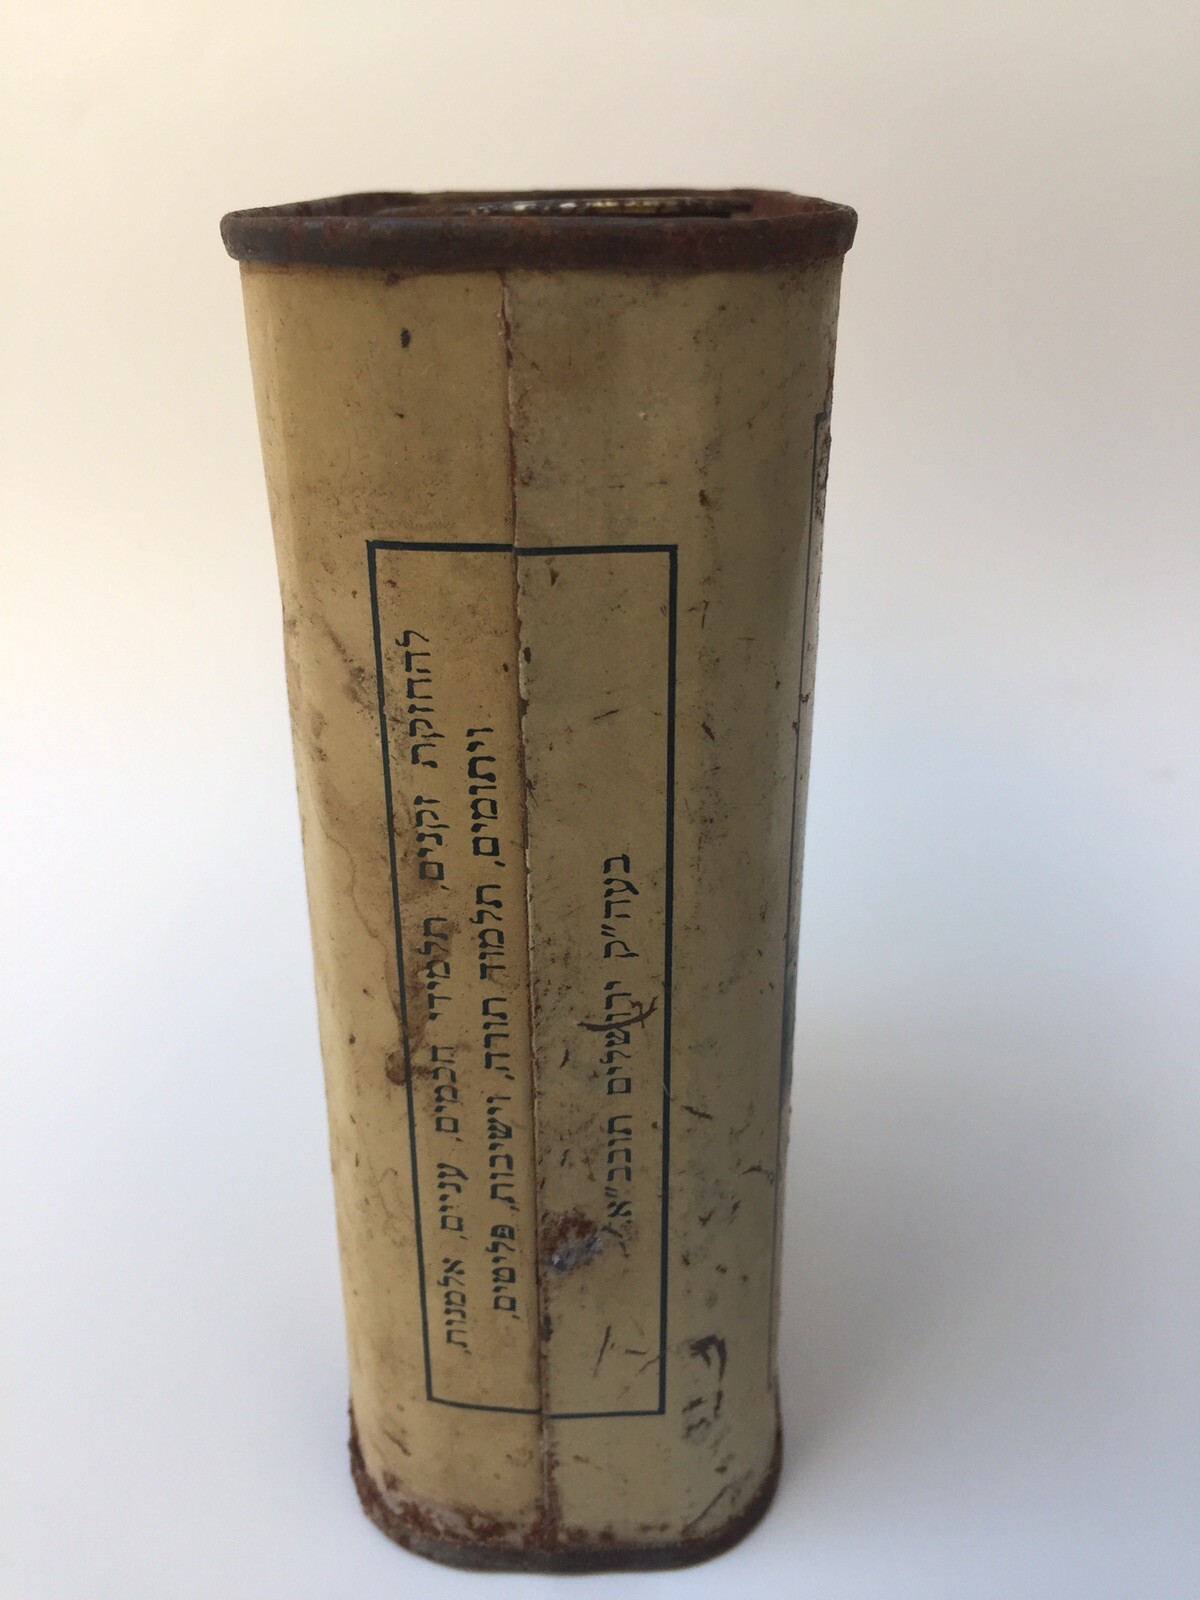 להחזקת זקנים, תלמידי חכמים, עניים, אלמנות,
ויתומים, תלמוד תורה, וישיבות, פליטים,
בעה״ק ירושלים תובב״א